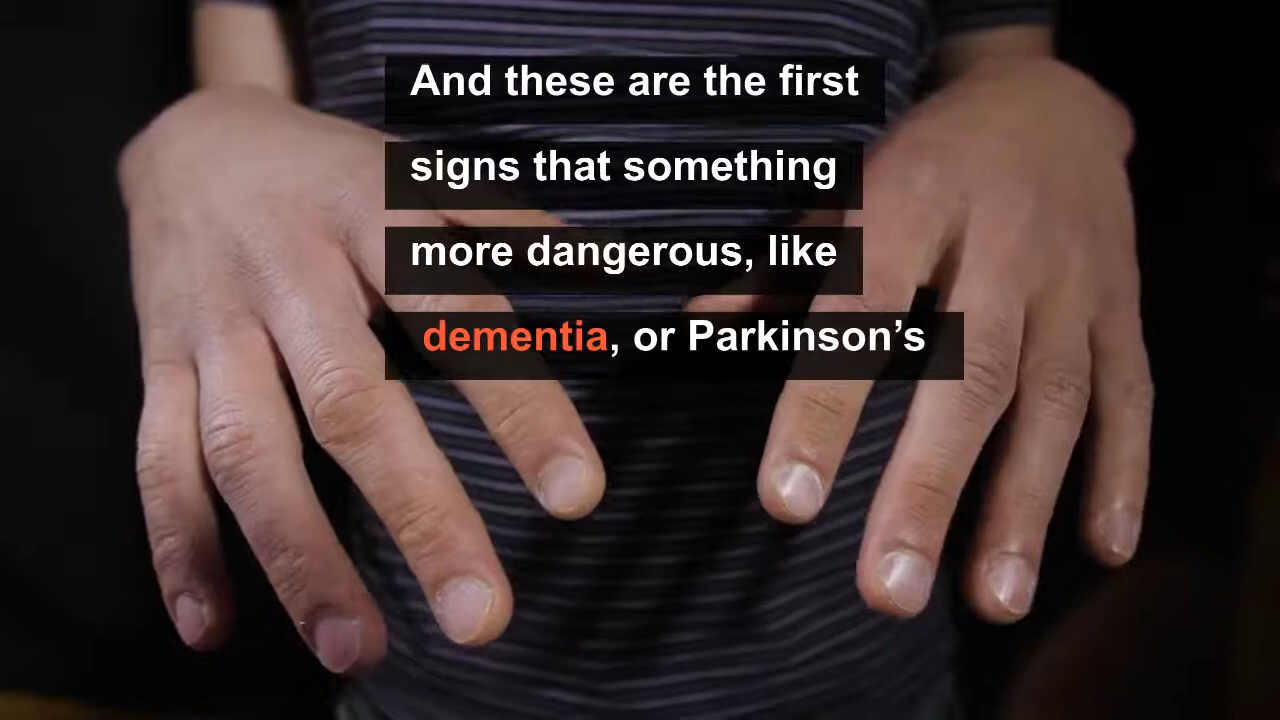 And these are the first
signs that something
more dangerous, like
dementia, or Parkinson’s